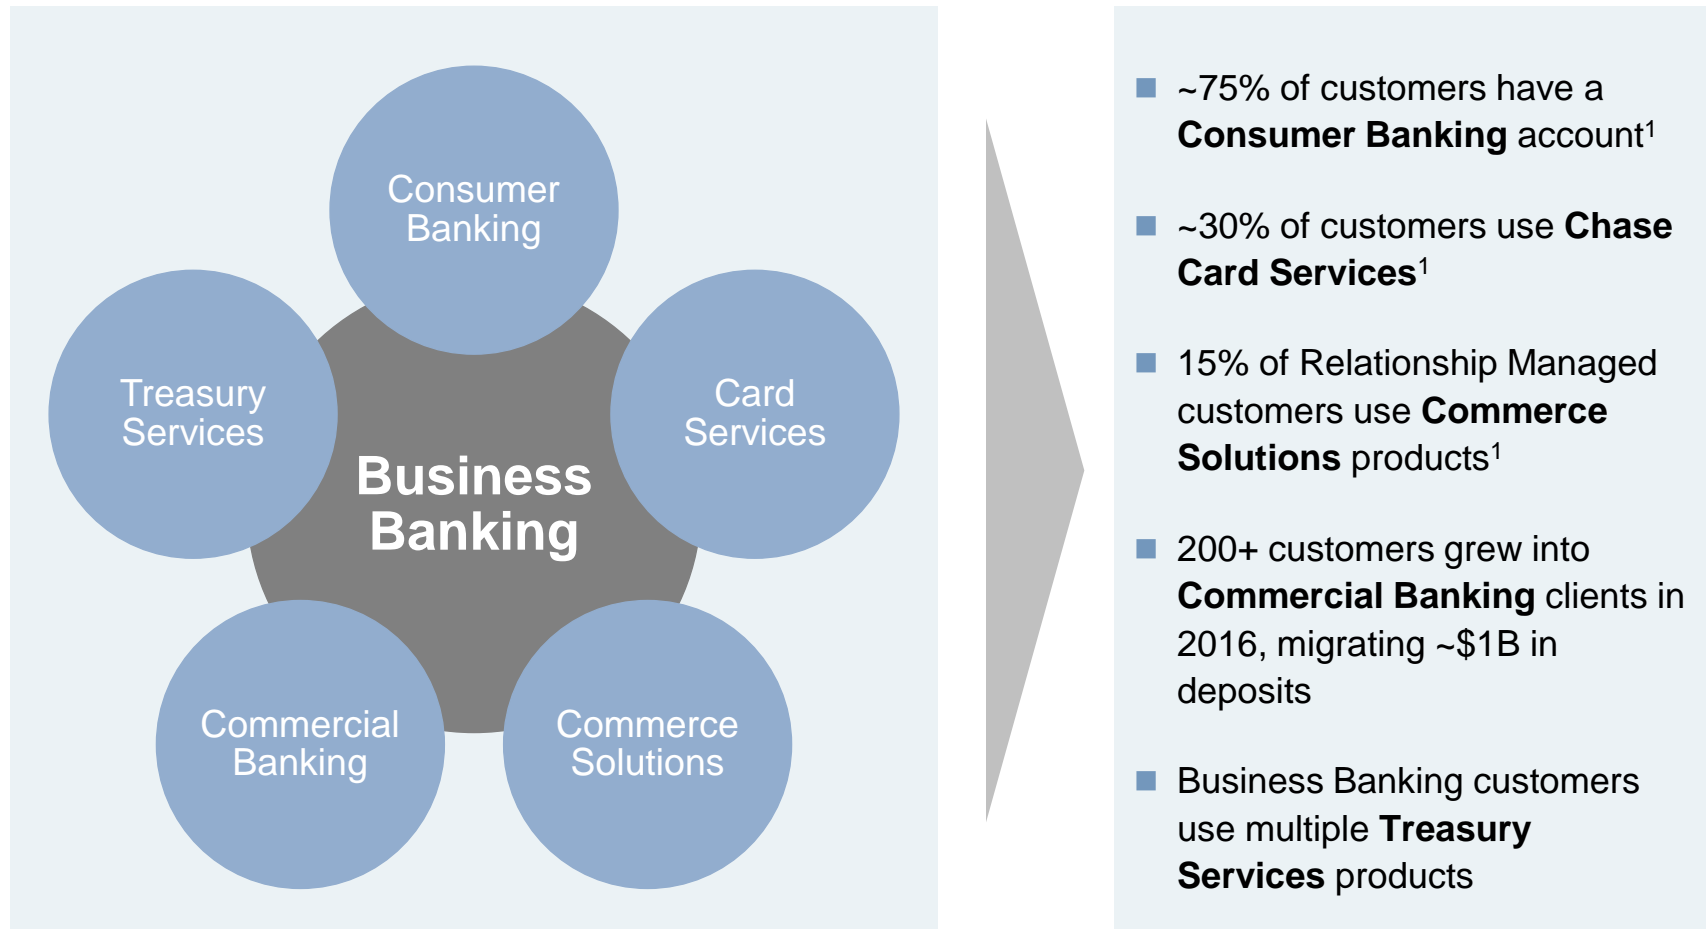 Consumer
Banking
Treasury
Services
Card
Services
Business
Banking
Commercial
Banking
Commerce
Solutions
~75% of customers have a
Consumer Banking account¹
~30% of customers use Chase
Card Services¹
15% of Relationship Managed
customers use Commerce
Solutions products¹
200+ customers grew into
Commercial Banking clients in
2016, migrating ~$1B in
deposits
Business Banking customers
use multiple Treasury
Services products